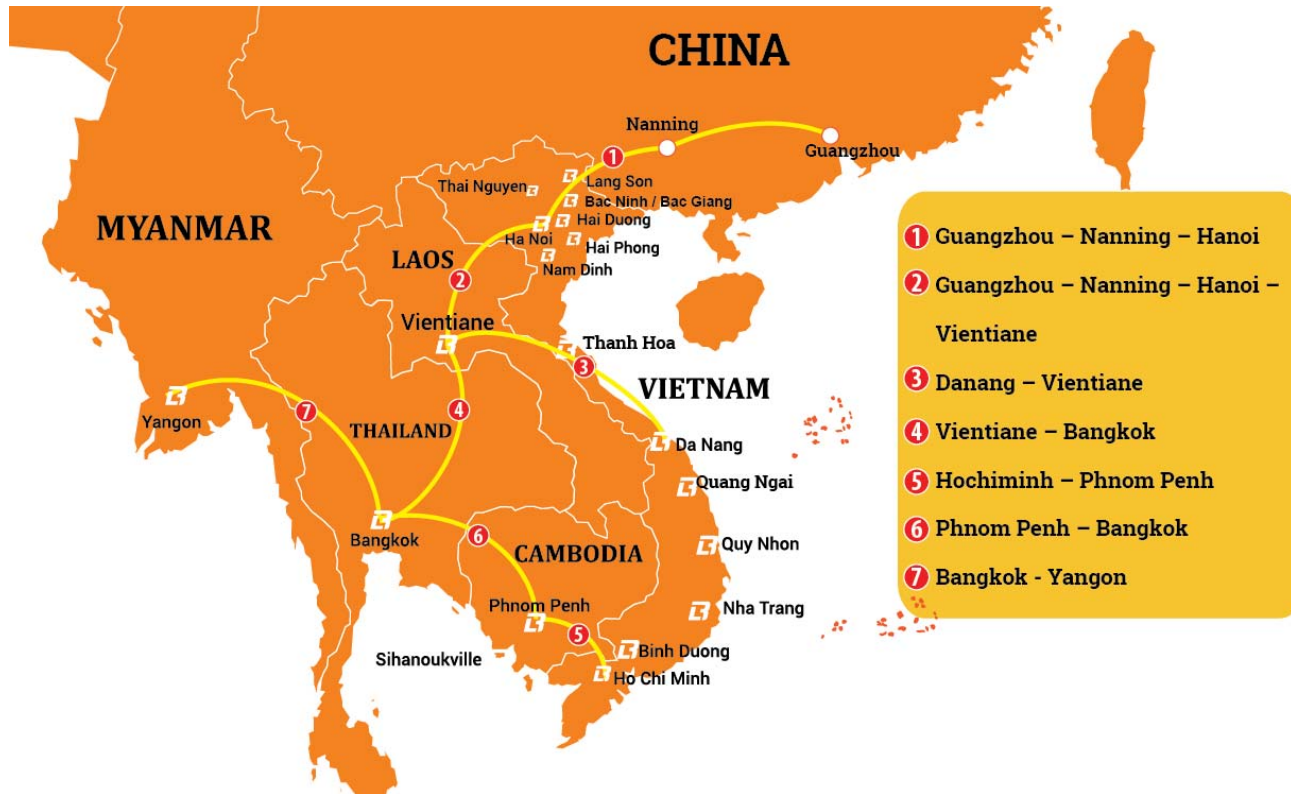 CHINA
Nanning
Guangzhou
1
Lang Son
Thai Nguyen
Bac Ninh / Bac Giang
Hai Duong
Ha Noi
Hai Phong
Nam Dinh
MYANMAR
LAOS
2
Vientiane
Thanh Hoa
3
VIETNAM
Yangon
7
4
THAILAND
Da Nang
Quang Ngai
Bangkok
6
CAMBODIA
Quy Nhon
Phnom Penh
5
Nha Trang
Sihanoukville
Binh Duong
Ho Chi Minh
1 Guangzhou – Nanning – Hanoi
2 Guangzhou – Nanning – Hanoi –
Vientiane
3 Danang – Vientiane
4 Vientiane – Bangkok
5 Hochiminh – Phnom Penh
6 Phnom Penh – Bangkok
7 Bangkok - Yangon